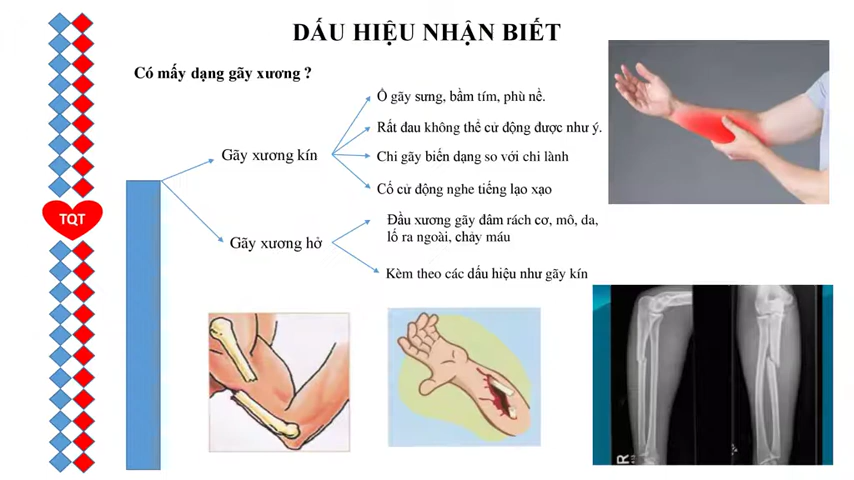 DẤU HIỆU NHẬN BIẾT
Có mấy dạng gãy xương ?
Ổ gãy sưng, bầm tím, phù nề.
Rất đau không thể cử động được như ý.
Gãy xương kín
Chi gãy biến dạng so với chi lành
Cố cử động nghe tiếng lạo xạo
TQT
Đầu xương gãy đâm rách cơ, mô, da,
lố ra ngoài, chảy máu
Gãy xương hở
Kèm theo các dấu hiệu như gãy kín
R